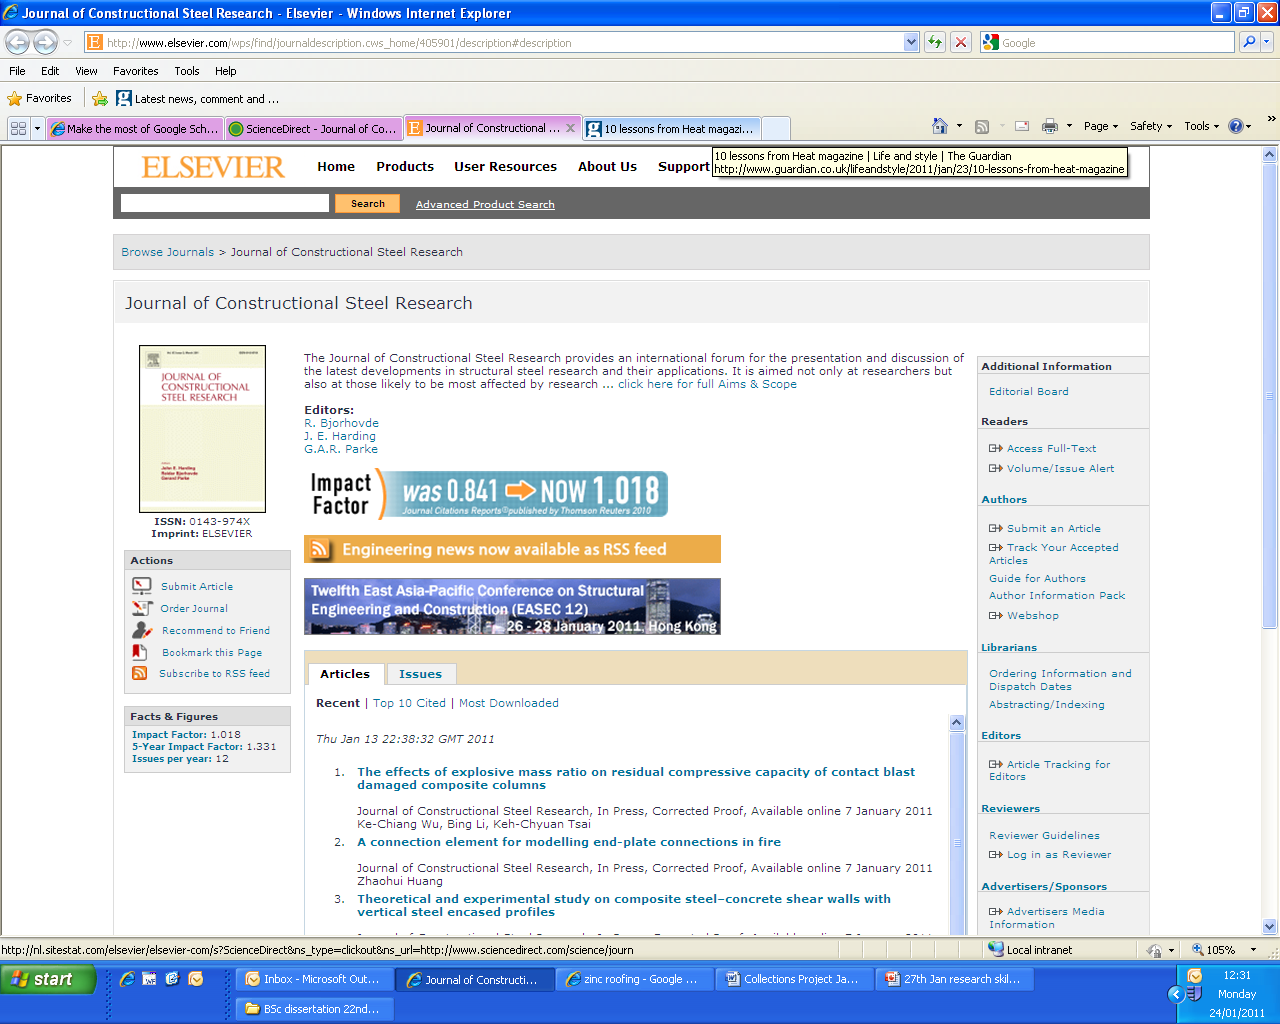 Journal of Constructional Steel Research - Elsevier - Windows Internet Explorer
http://www.elsevier.com/wps/find/journaldescription.cws_home/405901/description#description
Google
File Edit View Favorites Tools Help
Favorites
Latest news, comment and ...
Make the most of Google Sch...
ScienceDirect - Journal of Co...
Journal of Constructional ...
10 lessons from Heat magazi...
Page Safety Tools
10 lessons from Heat magazine | Life and style | The Guardian
http://www.guardian.co.uk/lifeandstyle/2011/jan/23/10-lessons-from-heat-magazine
ELSEVIER
Home Products User Resources About Us Support
Search Advanced Product Search
Browse Journals > Journal of Constructional Steel Research
Journal of Constructional Steel Research
JOURNAL OF
CONSTRUCTIONAL
STEEL RESEARCH
John E. Harding
Reidar Bjorhovde
Gerard Parke
ISSN: 0143-974X
Imprint: ELSEVIER
Actions
Submit Article
Order Journal
Recommend to Friend
Bookmark this Page
Subscribe to RSS feed
Facts & Figures
Impact Factor: 1.018
5-Year Impact Factor: 1.331
Issues per year: 12
The Journal of Constructional Steel Research provides an international forum for the presentation and discussion of
the latest developments in structural steel research and their applications. It is aimed not only at researchers but
also at those likely to be most affected by research ... click here for full Aims & Scope
Editors:
R. Bjorhovde
J. E. Harding
G.A.R. Parke
Impact
Factor
was 0.841 NOW 1.018
Journal Citations Reports® published by Thomson Reuters 2010
Engineering news now available as RSS feed
Twelfth East Asia-Pacific Conference on Structural
Engineering and Construction (EASEC 12)
26 - 28 January 2011, Hong Kong
Articles Issues
Recent | Top 10 Cited | Most Downloaded
Thu Jan 13 22:38:32 GMT 2011
1. The effects of explosive mass ratio on residual compressive capacity of contact blast
damaged composite columns
Journal of Constructional Steel Research, In Press, Corrected Proof, Available online 7 January 2011
Ke-Chiang Wu, Bing Li, Keh-Chyuan Tsai
2. A connection element for modelling end-plate connections in fire
Journal of Constructional Steel Research, In Press, Corrected Proof, Available online 7 January 2011
Zhaohui Huang
3. Theoretical and experimental study on composite steel–concrete shear walls with
vertical steel encased profiles
Journal of Constructional Steel Research, In Press, Corrected Proof, Available online 7 January 2011
Additional Information
Editorial Board
Readers
Access Full-Text
Volume/Issue Alert
Authors
Submit an Article
Track Your Accepted
Articles
Guide for Authors
Author Information Pack
Webshop
Librarians
Ordering Information and
Dispatch Dates
Abstracting/Indexing
Editors
Article Tracking for
Editors
Reviewers
Reviewer Guidelines
Log in as Reviewer
Advertisers/Sponsors
Advertisers Media
Information
http://nl.sitestat.com/elsevier/elsevier-com/s?ScienceDirect&ns_type=clickout&ns_url=http://www.sciencedirect.com/science/journ
Local intranet
105%
start
Inbox - Microsoft Out...
Journal of Constructi...
zinc roofing - Google ...
Collections Project Ja...
27th Jan research skil...
BSc dissertation 22nd...
12:31
Monday
24/01/2011